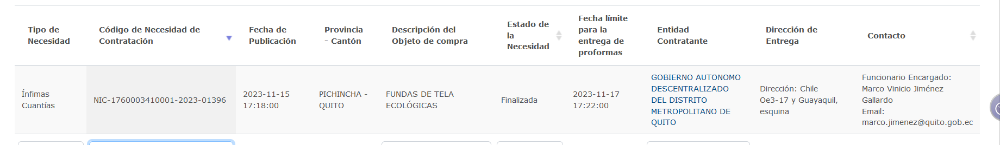 Tipo de
Necesidad
Código de Necesidad de
Contratación
Fecha de
Publicación
Provincia
- Cantón
Descripción del
Objeto de compra
Estado de
la
Necesidad
Fecha límite
para la
entrega de
proformas
Entidad
Contratante
Dirección de
Entrega
Contacto
Ínfimas
Cuantías
NIC-1760003410001-2023-01396
2023-11-15
17:18:00
PICHINCHA -
QUITO
FUNDAS DE TELA
ECOLÓGICAS
Finalizada
2023-11-17
17:22:00
GOBIERNO AUTONOMO
DESCENTRALIZADO
DEL DISTRITO
METROPOLITANO DE
QUITO
Dirección: Chile
Oe3-17 y Guayaquil,
esquina
Funcionario Encargado:
Marco Vinicio Jiménez
Gallardo
Email:
marco.jimenez@quito.gob.ec